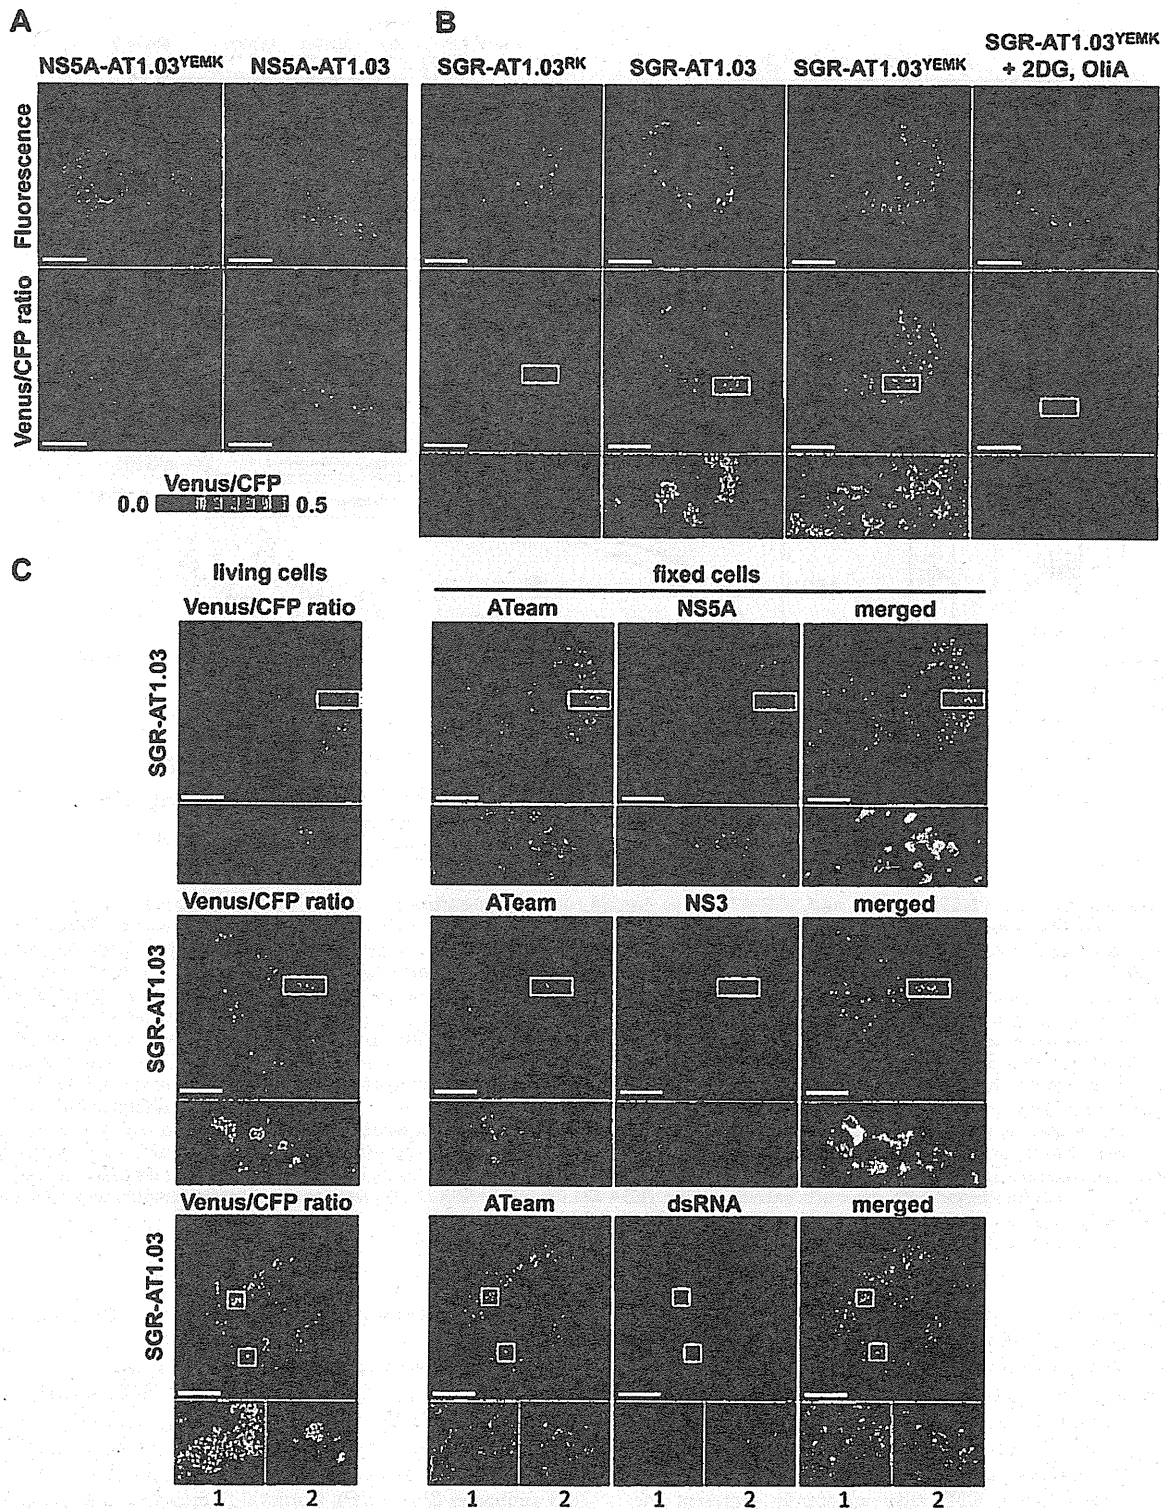 A
B
NS5A-AT1.03YEMK NS5A-AT1.03
SGR-AT1.03RK SGR-AT1.03 SGR-AT1.03YEMK
SGR-AT1.03YEMK
+ 2DG, OliA
Fluorescence
Venus/CFP ratio
Venus/CFP
0.0 0.5
C
living cells
fixed cells
Venus/CFP ratio ATeam NS5A merged
SGR-AT1.03
Venus/CFP ratio ATeam NS3 merged
SGR-AT1.03
Venus/CFP ratio ATeam dsRNA merged
SGR-AT1.03
1 2 1 2 1 2 1 2